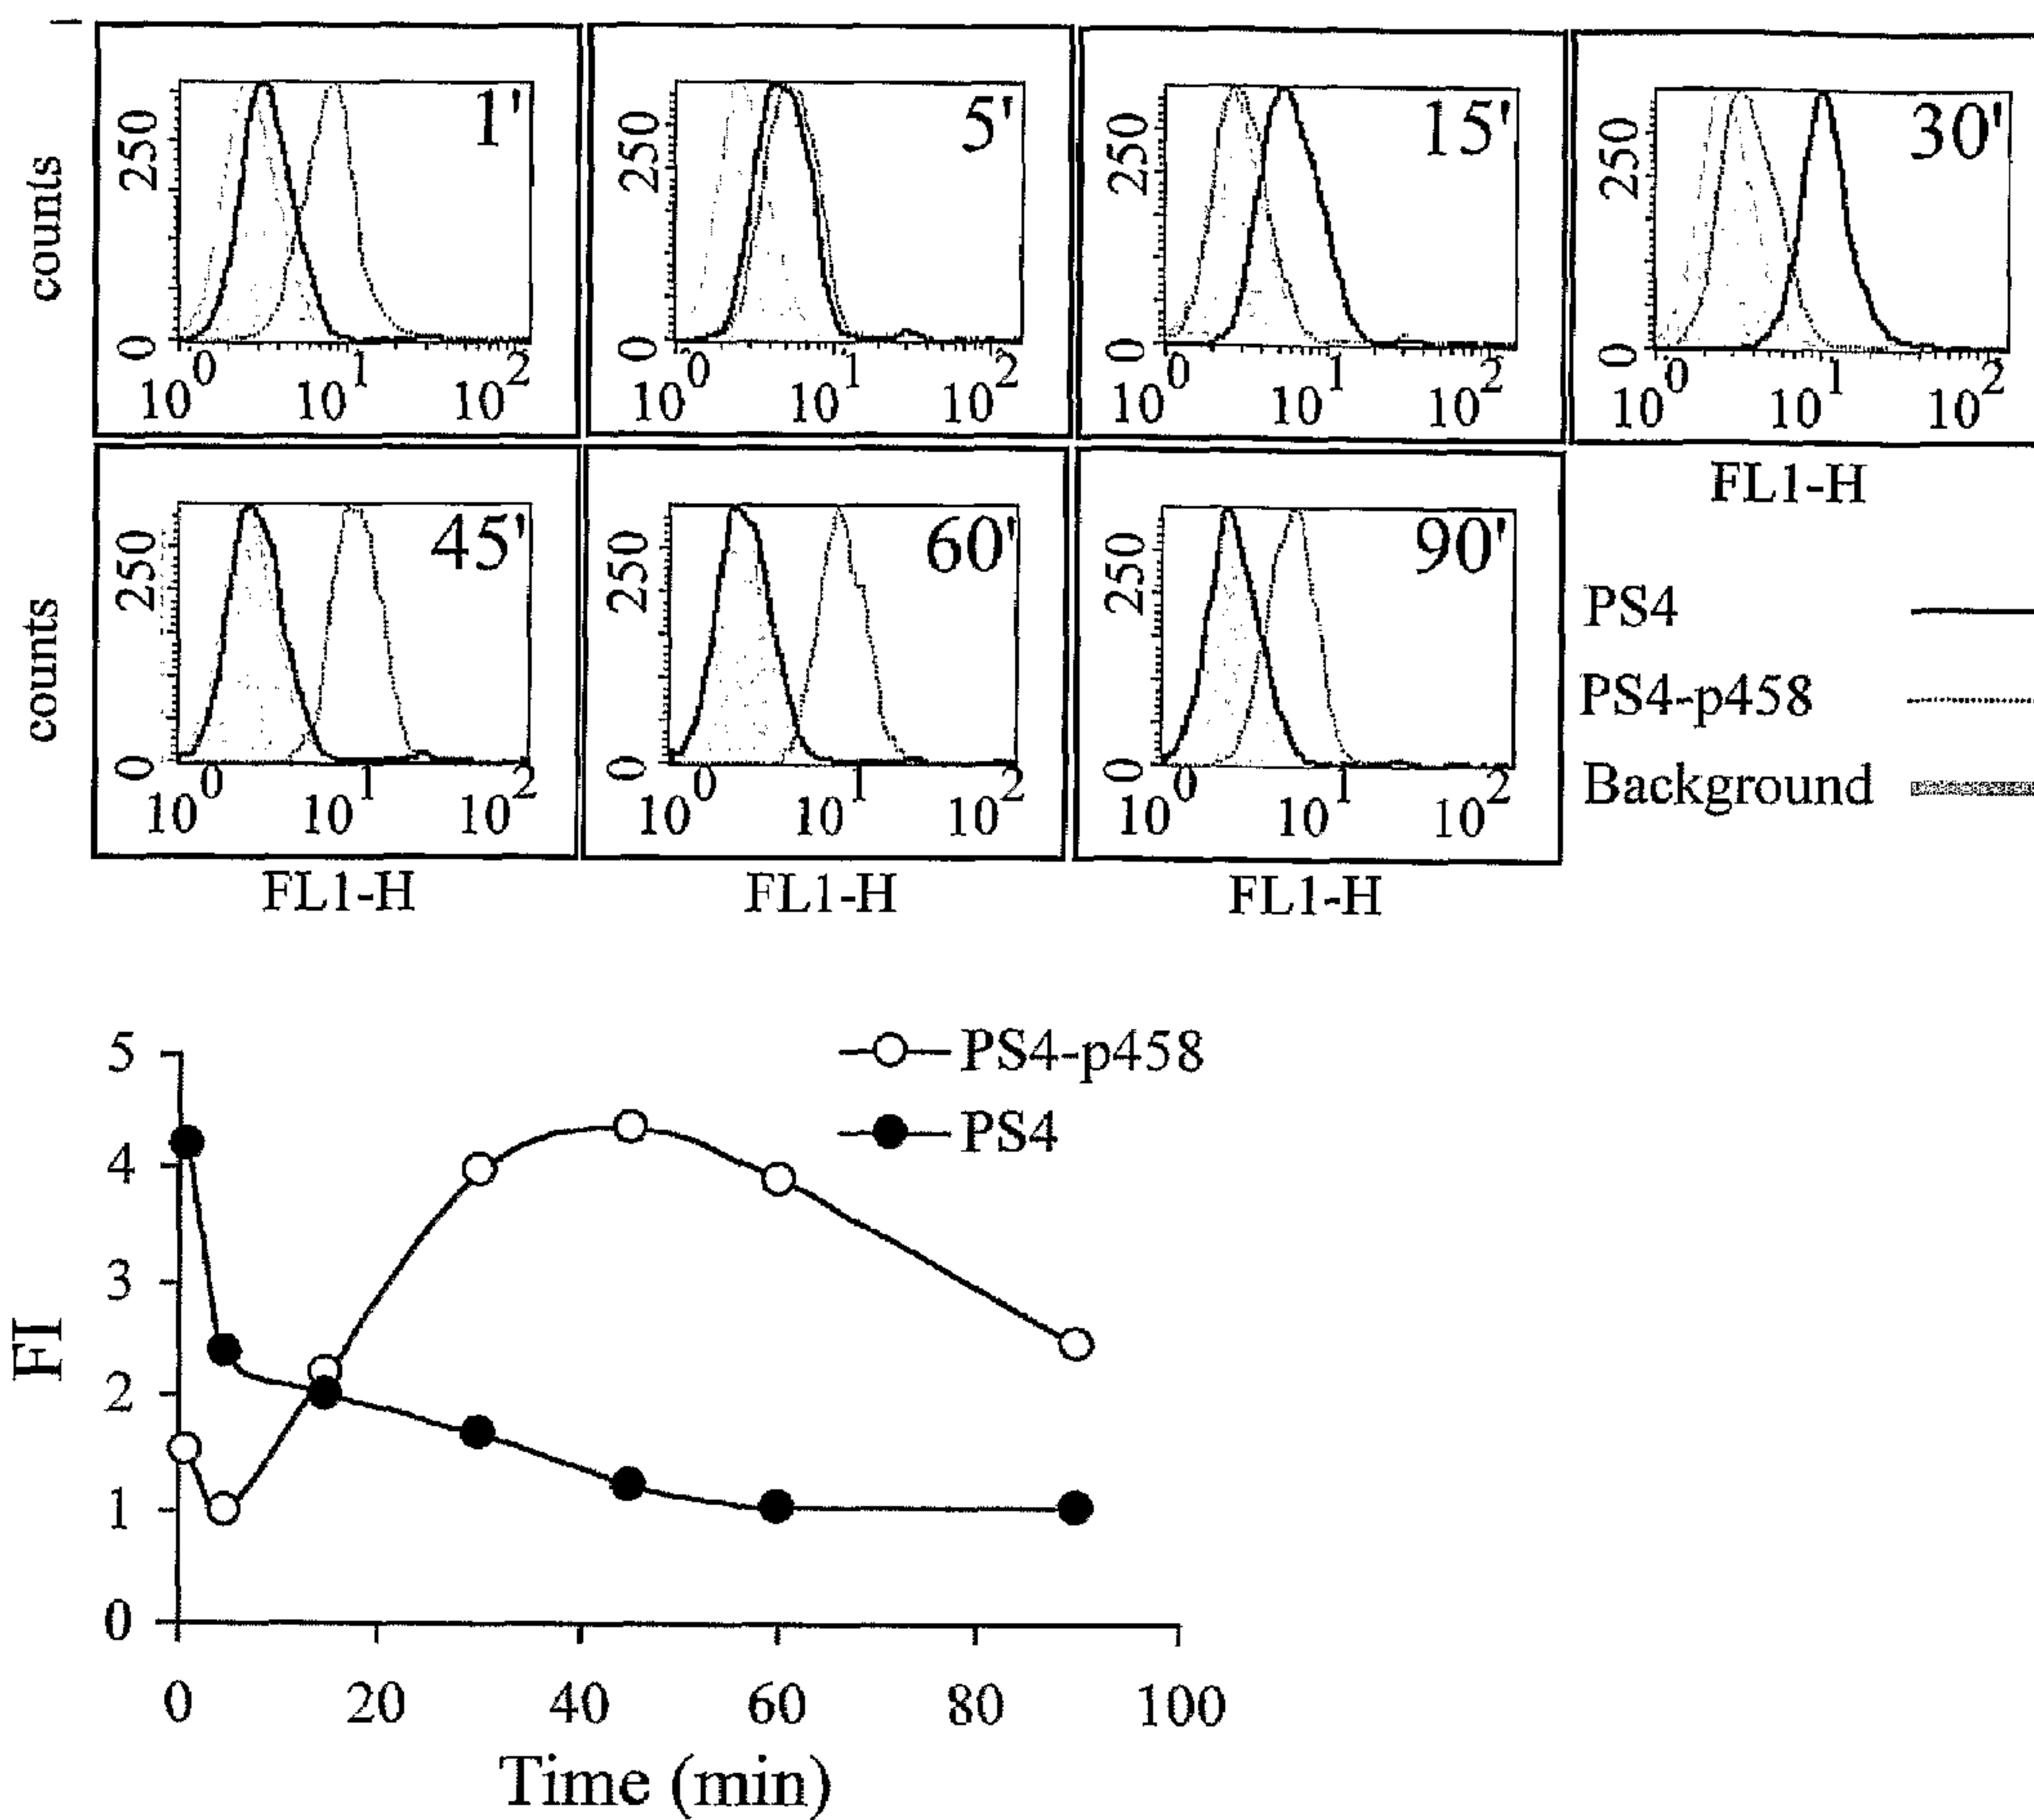 1'
5'
15'
30'
counts
250
0
250
0
250
0
250
0
10^0 10^1 10^2
10^0 10^1 10^2
10^0 10^1 10^2
10^0 10^1 10^2
FL1-H
45'
60'
90'
counts
250
0
250
0
250
0
10^0 10^1 10^2
10^0 10^1 10^2
10^0 10^1 10^2
FL1-H
FL1-H
FL1-H
PS4
PS4-p458
Background
PS4-p458
PS4
FI
5
4
3
2
1
0
0 20 40 60 80 100
Time (min)